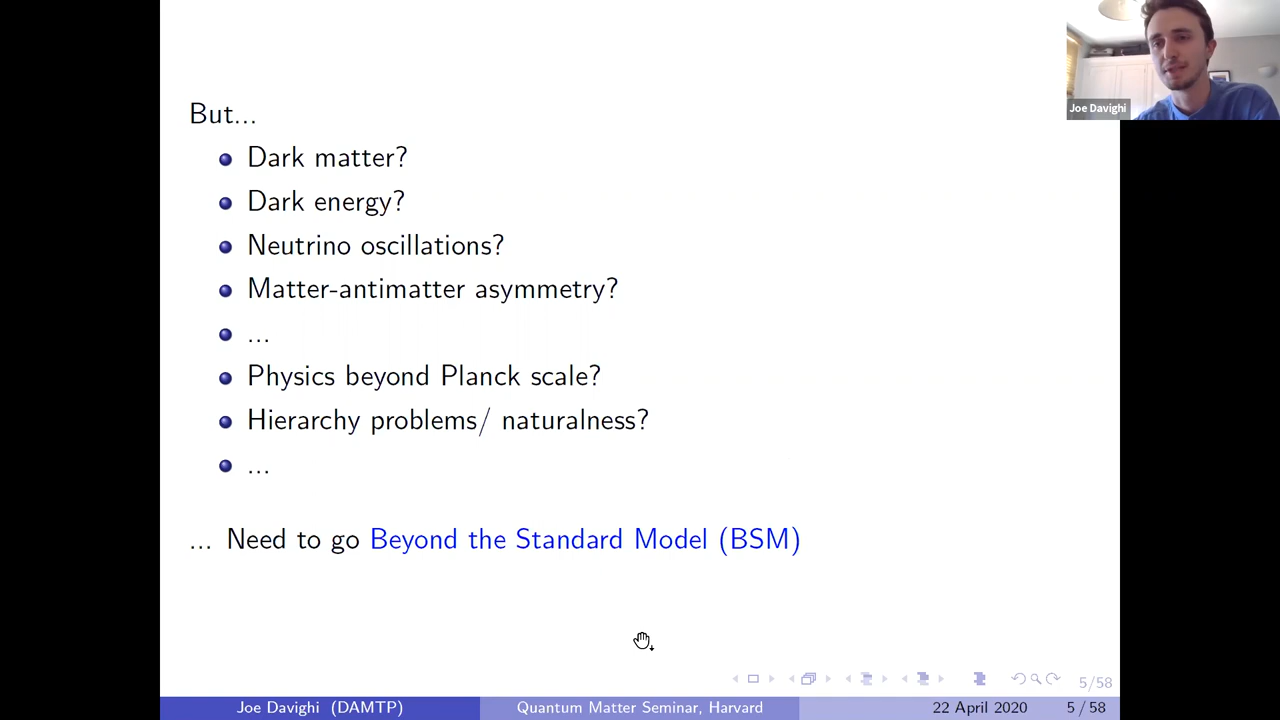 But...
Dark matter?
Dark energy?
Neutrino oscillations?
Matter-antimatter asymmetry?
...
Physics beyond Planck scale?
Hierarchy problems/ naturalness?
...
... Need to go Beyond the Standard Model (BSM)
Joe Davighi
5/58
Joe Davighi (DAMTP) Quantum Matter Seminar, Harvard 22 April 2020 5 / 58